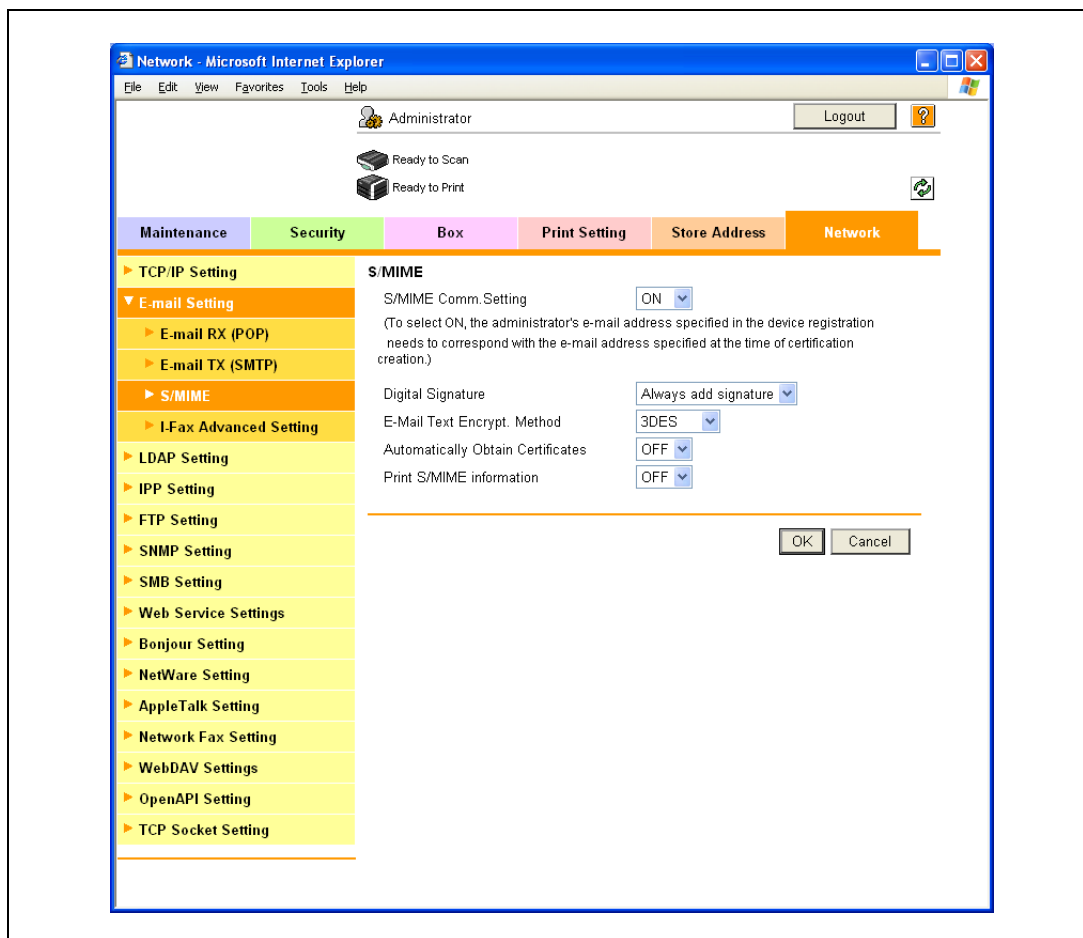 Network - Microsoft Internet Explorer
File Edit View Favorites Tools Help
Administrator Logout ?
Ready to Scan
Ready to Print
Maintenance Security Box Print Setting Store Address Network
TCP/IP Setting
E-mail Setting
E-mail RX (POP)
E-mail TX (SMTP)
S/MIME
I-Fax Advanced Setting
LDAP Setting
IPP Setting
FTP Setting
SNMP Setting
SMB Setting
Web Service Settings
Bonjour Setting
NetWare Setting
AppleTalk Setting
Network Fax Setting
WebDAV Settings
OpenAPI Setting
TCP Socket Setting
S/MIME
S/MIME Comm.Setting ON
(To select ON, the administrator's e-mail address specified in the device registration
needs to correspond with the e-mail address specified at the time of certification
creation.)
Digital Signature Always add signature
E-Mail Text Encrypt. Method 3DES
Automatically Obtain Certificates OFF
Print S/MIME information OFF
OK Cancel